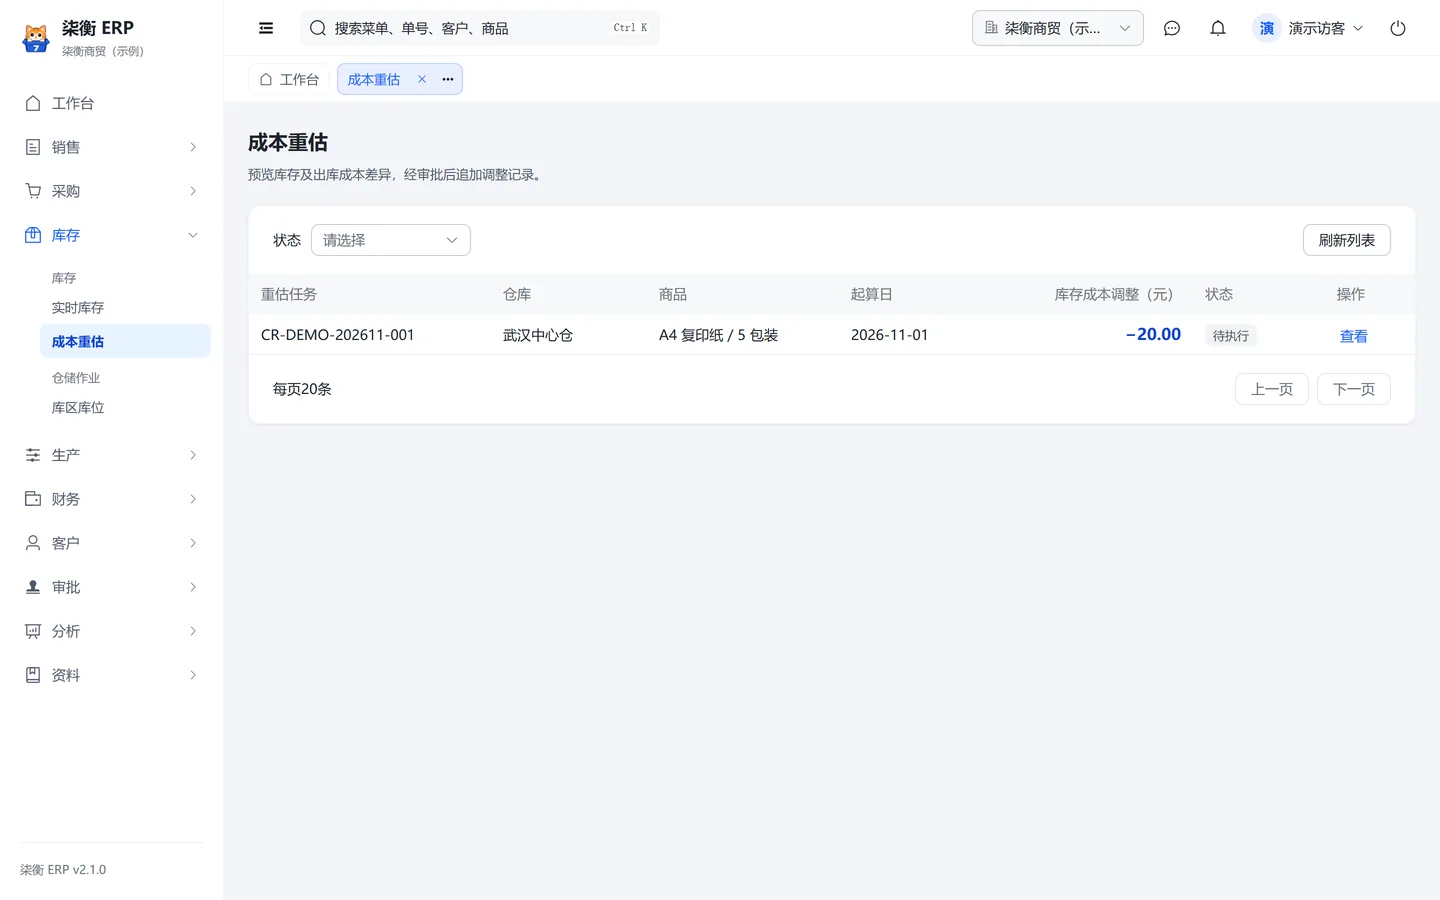 柒衡 ERP
柒衡商贸（示例）
搜索菜单、单号、客户、商品
Ctrl K
柒衡商贸（示...
演
演示访客
工作台
成本重估
工作台
销售
采购
库存
库存
实时库存
成本重估
仓储作业
库区库位
生产
财务
客户
审批
分析
资料
柒衡 ERP v2.1.0
成本重估
预览库存及出库成本差异，经审批后追加调整记录。
状态
请选择
刷新列表
重估任务 仓库 商品 起算日 库存成本调整（元） 状态 操作
CR-DEMO-202611-001 武汉中心仓 A4 复印纸 / 5 包装 2026-11-01 −20.00 待执行 查看
每页20条
上一页
下一页
7